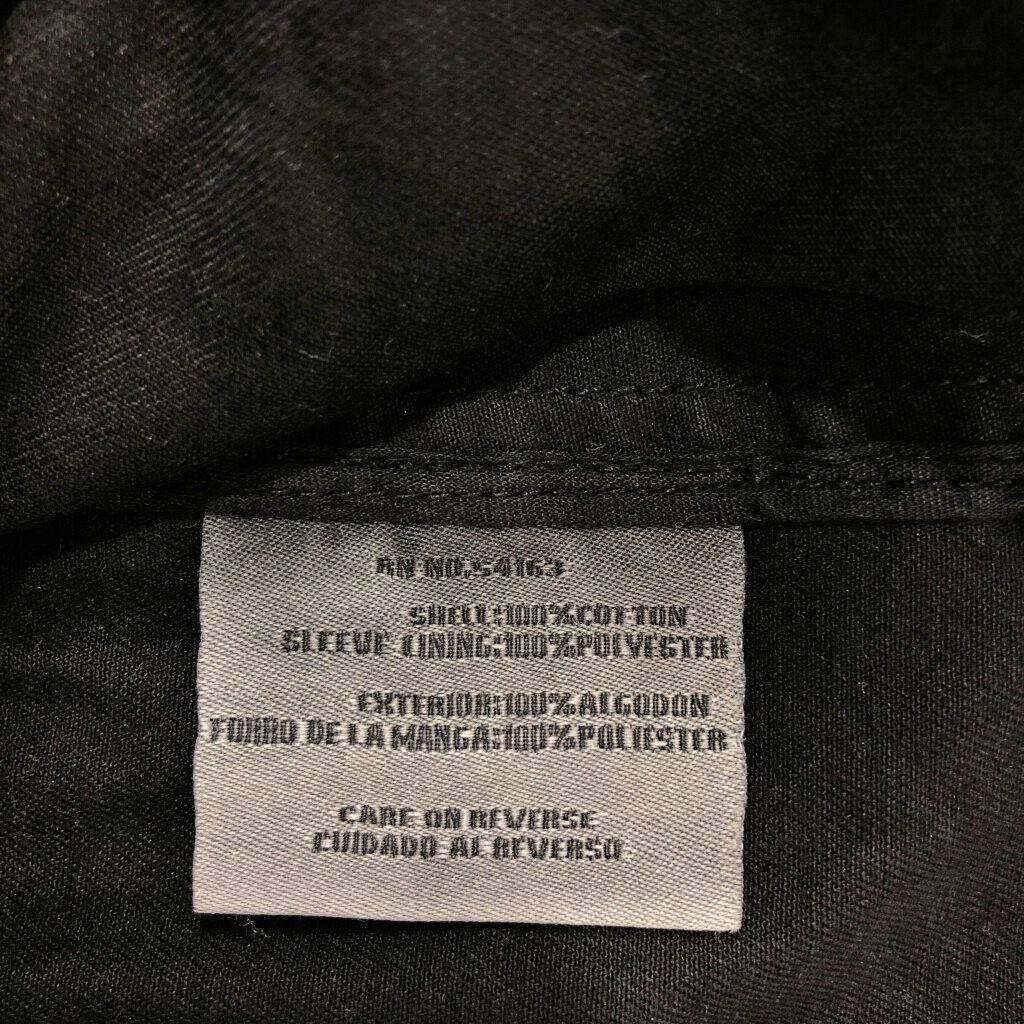 RN NO.54163
SHELL:100%COTTON
SLEEVE LINING:100%POLYESTER
EXTERIOR:100%ALGODON
FORRO DE LA MANGA:100%POLIESTER
CARE ON REVERSE
CUIDADO AL REVERSO